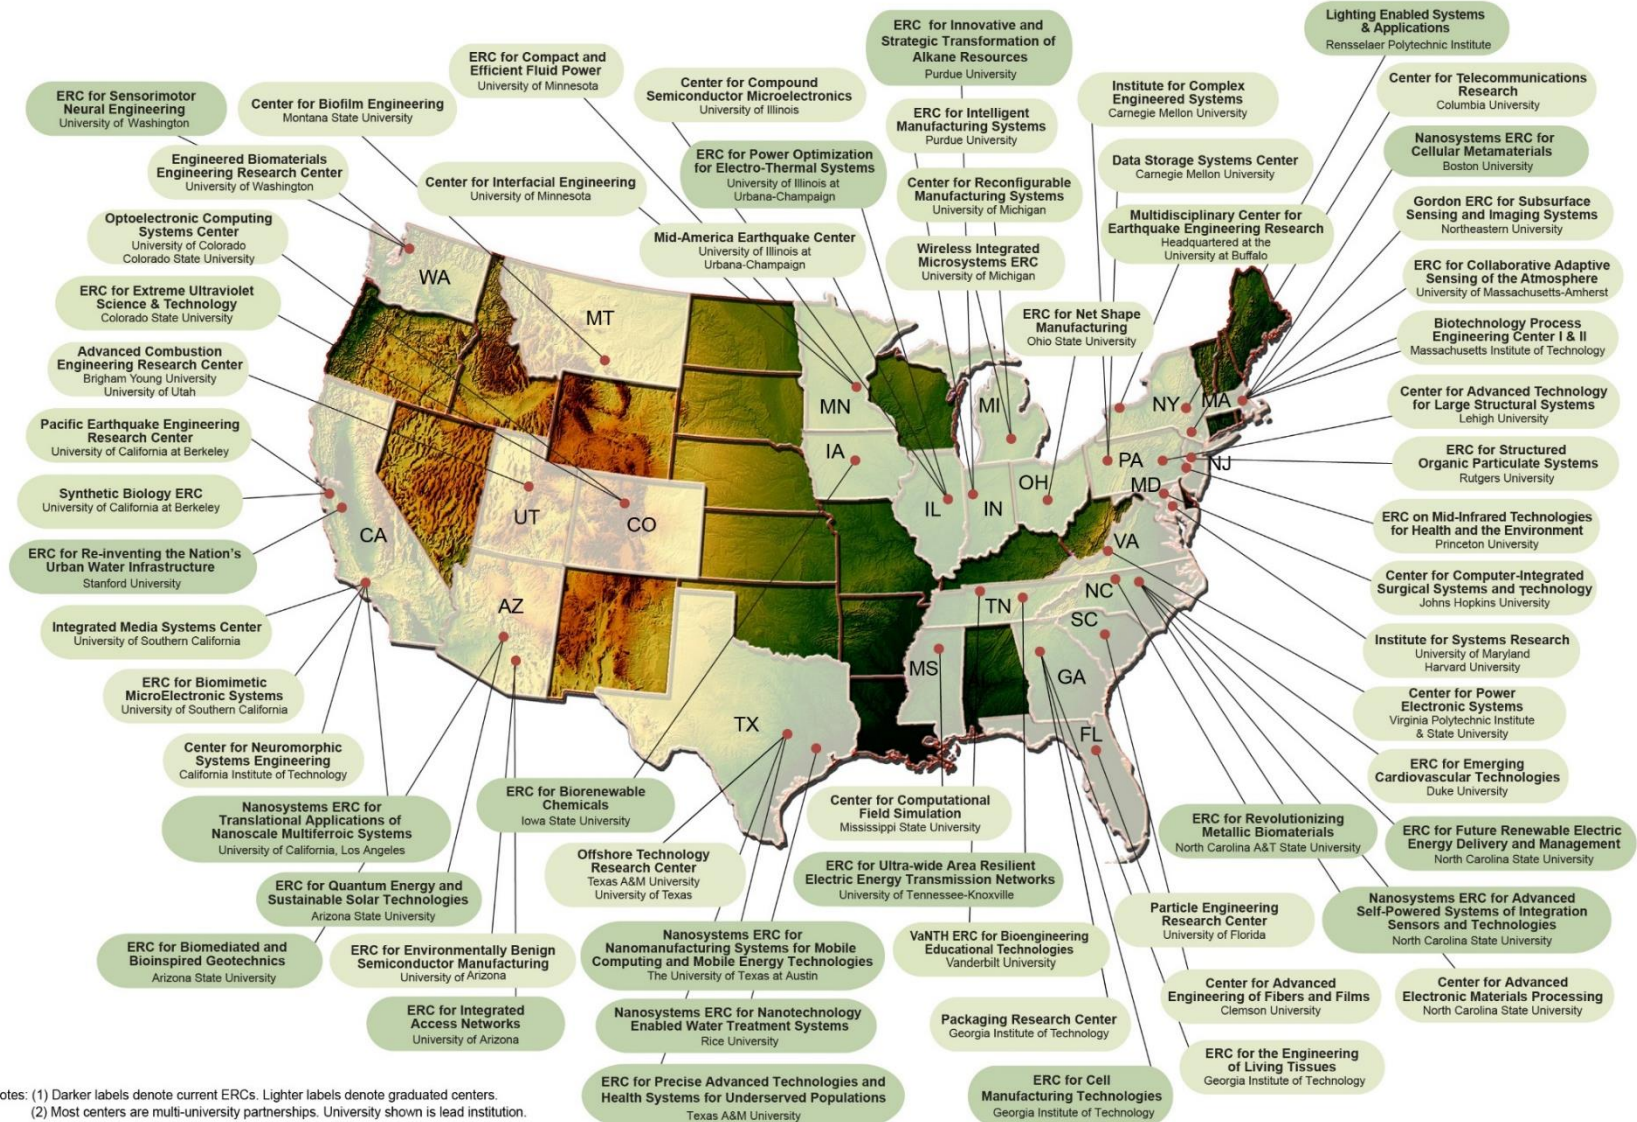 ERC for Sensorimotor
Neural Engineering
University of Washington
Center for Biofilm Engineering
Montana State University
ERC for Compact and
Efficient Fluid Power
University of Minnesota
Center for Compound
Semiconductor Microelectronics
University of Illinois
ERC for Innovative and
Strategic Transformation of
Alkane Resources
Purdue University
Institute for Complex
Engineered Systems
Carnegie Mellon University
Lighting Enabled Systems
& Applications
Rensselaer Polytechnic Institute
Center for Telecommunications
Research
Columbia University
Engineered Biomaterials
Engineering Research Center
University of Washington
Center for Interfacial Engineering
University of Minnesota
ERC for Power Optimization
for Electro-Thermal Systems
University of Illinois at
Urbana-Champaign
ERC for Intelligent
Manufacturing Systems
Purdue University
Data Storage Systems Center
Carnegie Mellon University
Nanosystems ERC for
Cellular Metamaterials
Boston University
Optoelectronic Computing
Systems Center
University of Colorado
Colorado State University
Mid-America Earthquake Center
University of Illinois at
Urbana-Champaign
Center for Reconfigurable
Manufacturing Systems
University of Michigan
Multidisciplinary Center for
Earthquake Engineering Research
Headquartered at the
University at Buffalo
Gordon ERC for Subsurface
Sensing and Imaging Systems
Northeastern University
Wireless Integrated
Microsystems ERC
University of Michigan
ERC for Collaborative Adaptive
Sensing of the Atmosphere
University of Massachusetts-Amherst
ERC for Extreme Ultraviolet
Science & Technology
Colorado State University
ERC for Net Shape
Manufacturing
Ohio State University
Biotechnology Process
Engineering Center I & II
Massachusetts Institute of Technology
Advanced Combustion
Engineering Research Center
Brigham Young University
University of Utah
Center for Advanced Technology
for Large Structural Systems
Lehigh University
Pacific Earthquake Engineering
Research Center
University of California at Berkeley
ERC for Structured
Organic Particulate Systems
Rutgers University
Synthetic Biology ERC
University of California at Berkeley
ERC on Mid-Infrared Technologies
for Health and the Environment
Princeton University
ERC for Re-inventing the Nation's
Urban Water Infrastructure
Stanford University
Center for Computer-Integrated
Surgical Systems and Technology
Johns Hopkins University
Integrated Media Systems Center
University of Southern California
Institute for Systems Research
University of Maryland
Harvard University
ERC for Biomimetic
MicroElectronic Systems
University of Southern California
Center for Power
Electronic Systems
Virginia Polytechnic Institute
& State University
Center for Neuromorphic
Systems Engineering
California Institute of Technology
ERC for Emerging
Cardiovascular Technologies
Duke University
WA
MT
MN
MI
NY
MA
IA
PA
NJ
OH
MD
IL
IN
UT
CO
CA
VA
AZ
TN
NC
SC
MS
AL
GA
TX
FL
Nanosystems ERC for
Translational Applications of
Nanoscale Multiferroic Systems
University of California, Los Angeles
ERC for Biorenewable
Chemicals
Iowa State University
Center for Computational
Field Simulation
Mississippi State University
ERC for Revolutionizing
Metallic Biomaterials
North Carolina A&T State University
ERC for Future Renewable Electric
Energy Delivery and Management
North Carolina State University
Offshore Technology
Research Center
Texas A&M University
University of Texas
ERC for Ultra-wide Area Resilient
Electric Energy Transmission Networks
University of Tennessee-Knoxville
ERC for Quantum Energy and
Sustainable Solar Technologies
Arizona State University
Particle Engineering
Research Center
University of Florida
Nanosystems ERC for Advanced
Self-Powered Systems of Integration
Sensors and Technologies
North Carolina State University
ERC for Biomediated and
Bioinspired Geotechnics
Arizona State University
ERC for Environmentally Benign
Semiconductor Manufacturing
University of Arizona
Nanosystems ERC for
Nanomanufacturing Systems for Mobile
Computing and Mobile Energy Technologies
The University of Texas at Austin
VaNTH ERC for Bioengineering
Educational Technologies
Vanderbilt University
Center for Advanced
Engineering of Fibers and Films
Clemson University
Center for Advanced
Electronic Materials Processing
North Carolina State University
ERC for Integrated
Access Networks
University of Arizona
Nanosystems ERC for Nanotechnology
Enabled Water Treatment Systems
Rice University
Packaging Research Center
Georgia Institute of Technology
ERC for the Engineering
of Living Tissues
Georgia Institute of Technology
ERC for Precise Advanced Technologies and
Health Systems for Underserved Populations
Texas A&M University
ERC for Cell
Manufacturing Technologies
Georgia Institute of Technology
otes: (1) Darker labels denote current ERCs. Lighter labels denote graduated centers.
(2) Most centers are multi-university partnerships. University shown is lead institution.